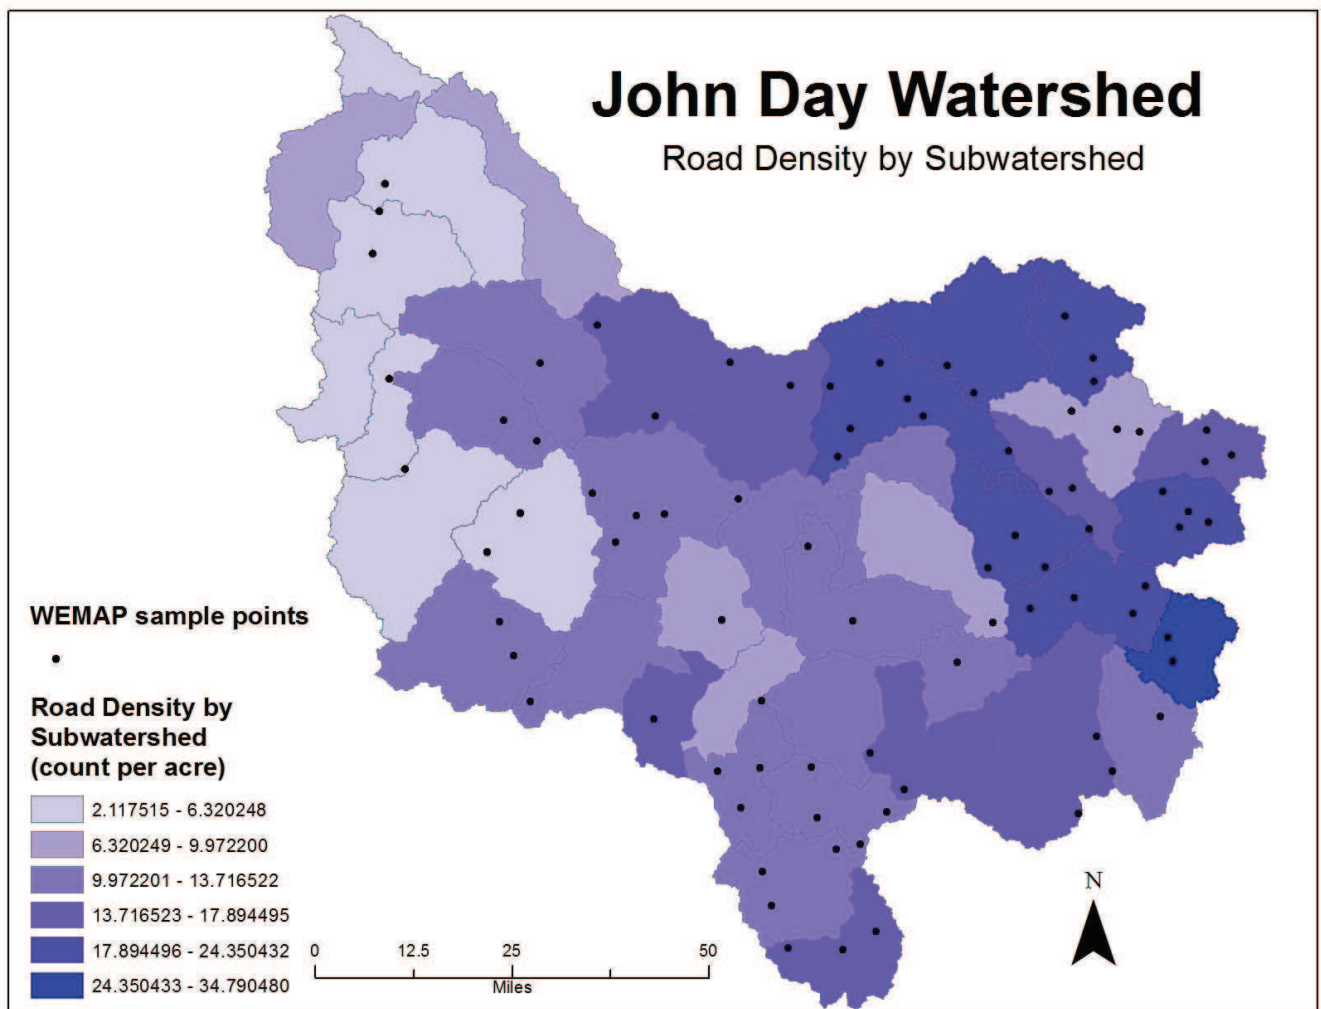 John Day Watershed
Road Density by Subwatershed
WEMAP sample points
Road Density by
Subwatershed
(count per acre)
2.117515 - 6.320248
6.320249 - 9.972200
9.972201 - 13.716522
13.716523 - 17.894495
17.894496 - 24.350432
24.350433 - 34.790480
0 12.5 25 50
Miles
N